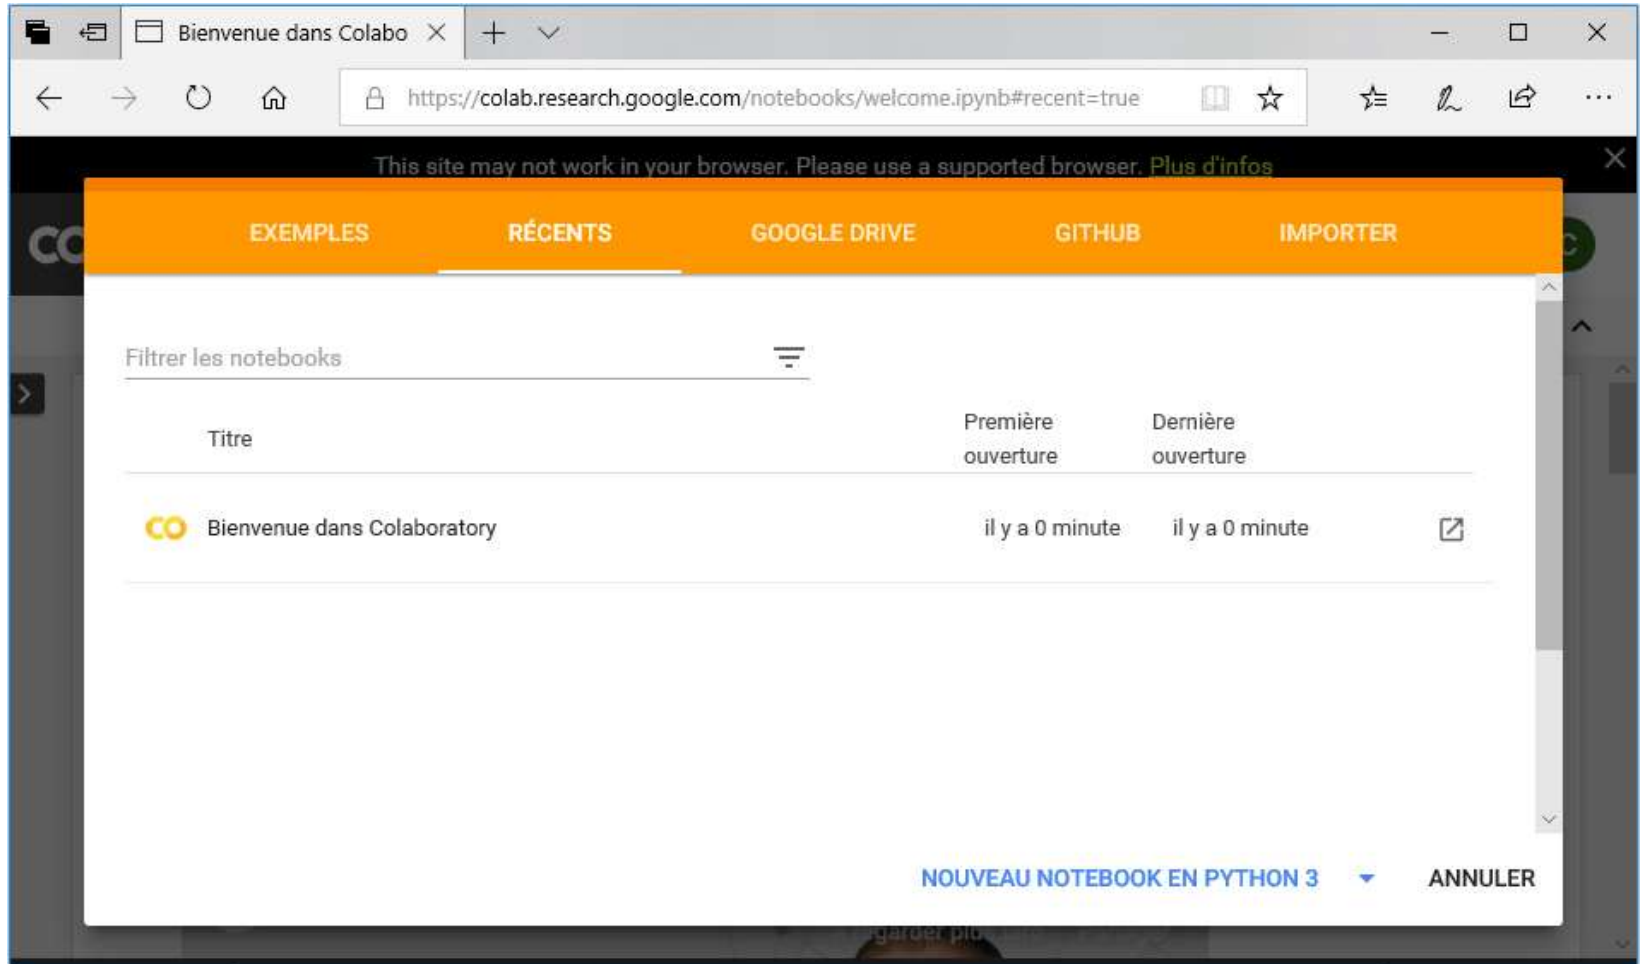 Bienvenue dans Colabo
https://colab.research.google.com/notebooks/welcome.ipynb#recent=true
This site may not work in your browser. Please use a supported browser. Plus d'infos
CO
C
EXEMPLES RÉCENTS GOOGLE DRIVE GITHUB IMPORTER
Filtrer les notebooks
Titre
Première ouverture
Dernière ouverture
CO Bienvenue dans Colaboratory il y a 0 minute il y a 0 minute
NOUVEAU NOTEBOOK EN PYTHON 3 ANNULER